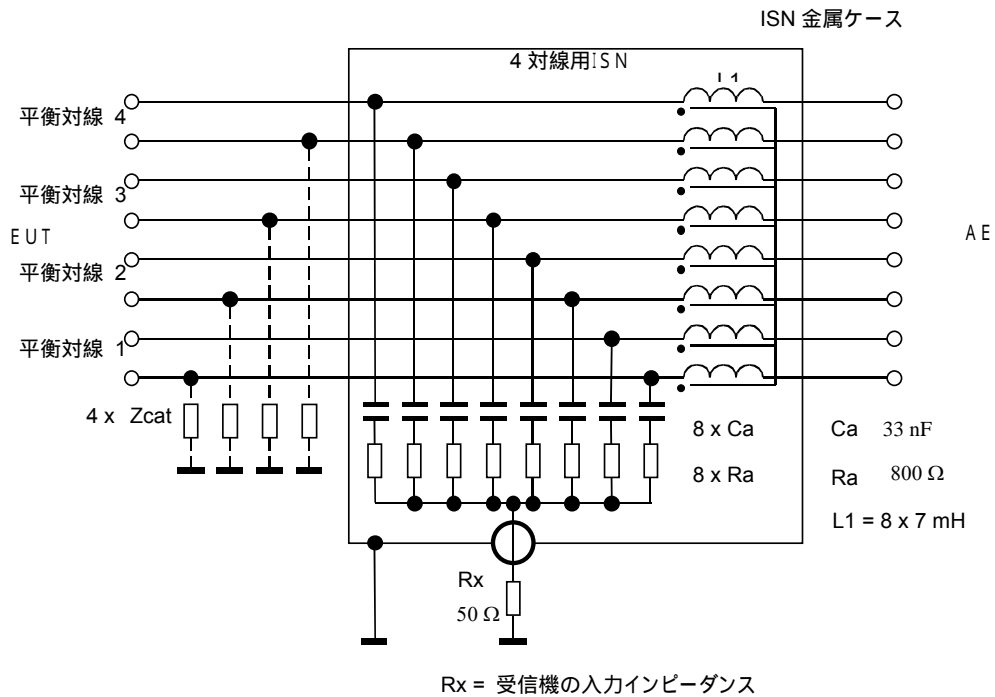 ISN 金属ケース
4 対線用ISN
L1
平衡対線 4
平衡対線 3
EUT
AE
平衡対線 2
平衡対線 1
4 x Zcat
8 x Ca
Ca 33 nF
8 x Ra
Ra 800 Ω
L1 = 8 x 7 mH
Rx
50 Ω
Rx = 受信機の入力インピーダンス